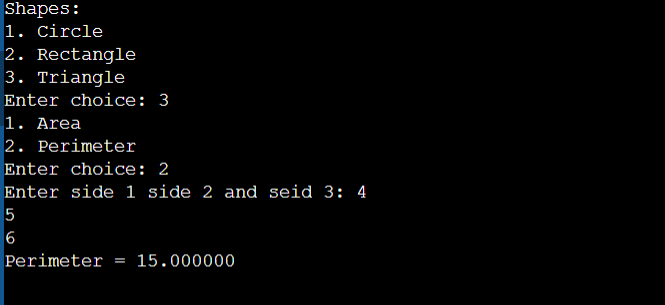 Shapes:
1. Circle
2. Rectangle
3. Triangle
Enter choice: 3
1. Area
2. Perimeter
Enter choice: 2
Enter side 1 side 2 and seid 3: 4
5
6
Perimeter = 15.000000